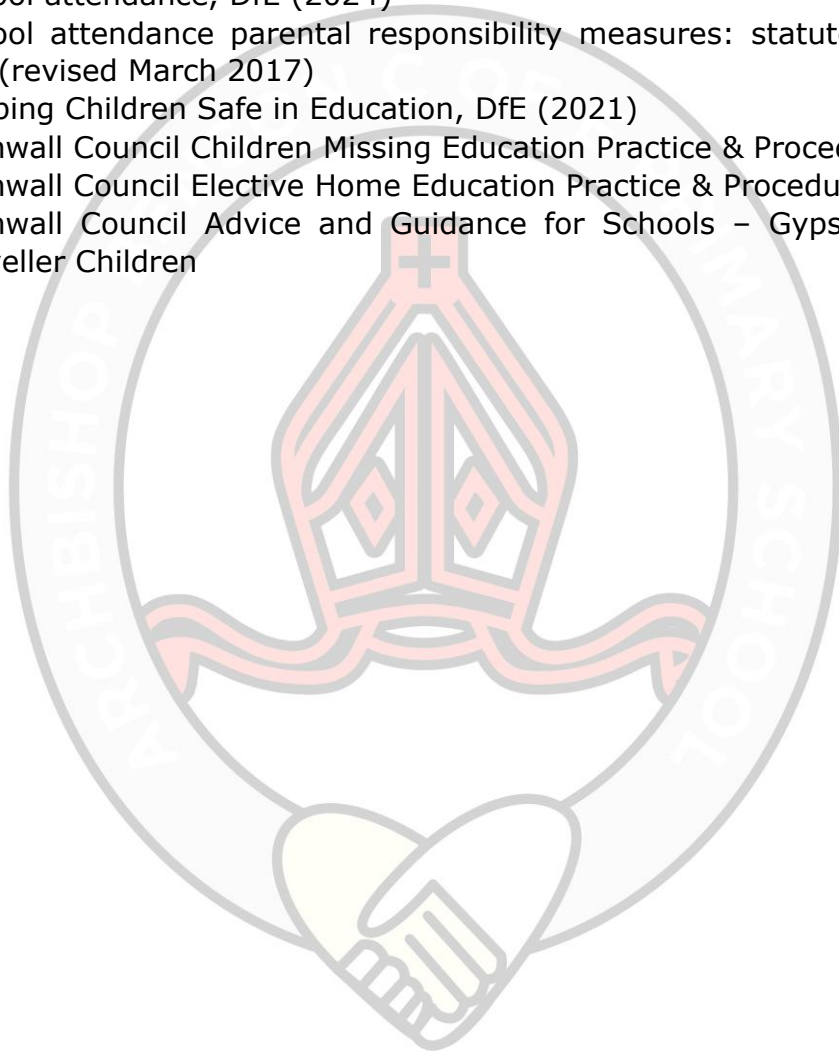 ool attendance, DfE (2024)
ool attendance parental responsibility measures: statut
(revised March 2017)
ping Children Safe in Education, DfE (2021)
nwall Council Children Missing Education Practice & Proced
nwall Council Elective Home Education Practice & Procedu
nwall Council Advice and Guidance for Schools – Gyps
eller Children
ARCHBISHOP
PRIMARY SCHOOL